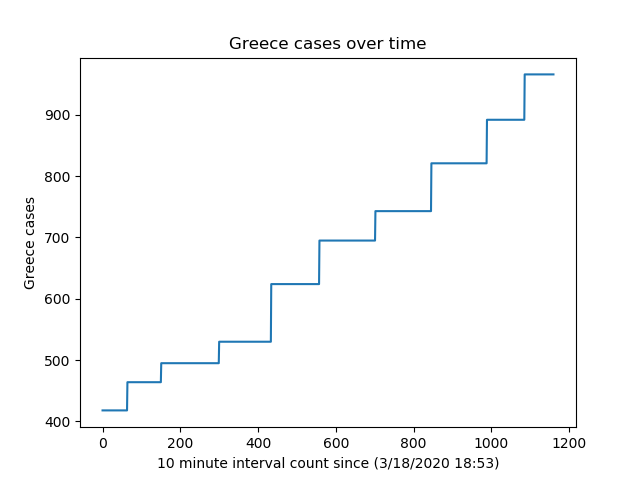 Greece cases over time
Greece cases
900
800
700
600
500
400
0 200 400 600 800 1000 1200
10 minute interval count since (3/18/2020 18:53)